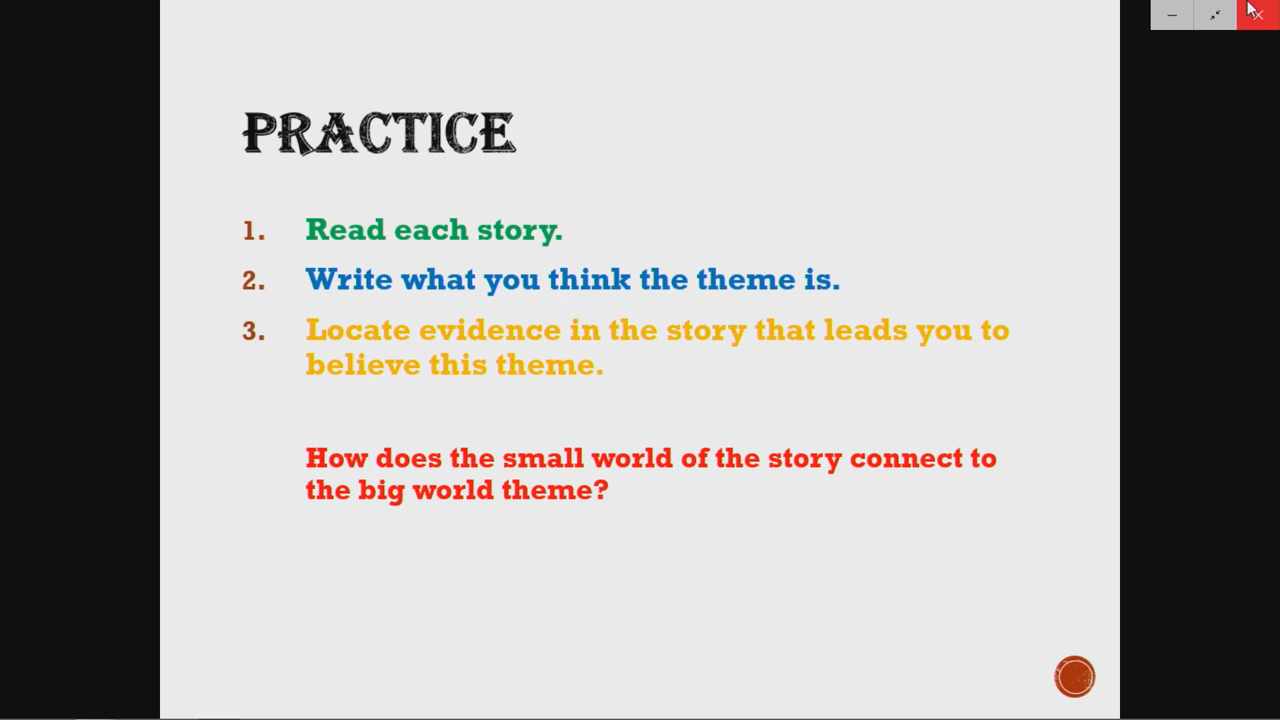 PRACTICE
1. Read each story.
2. Write what you think the theme is.
3. Locate evidence in the story that leads you to
believe this theme.
How does the small world of the story connect to
the big world theme?